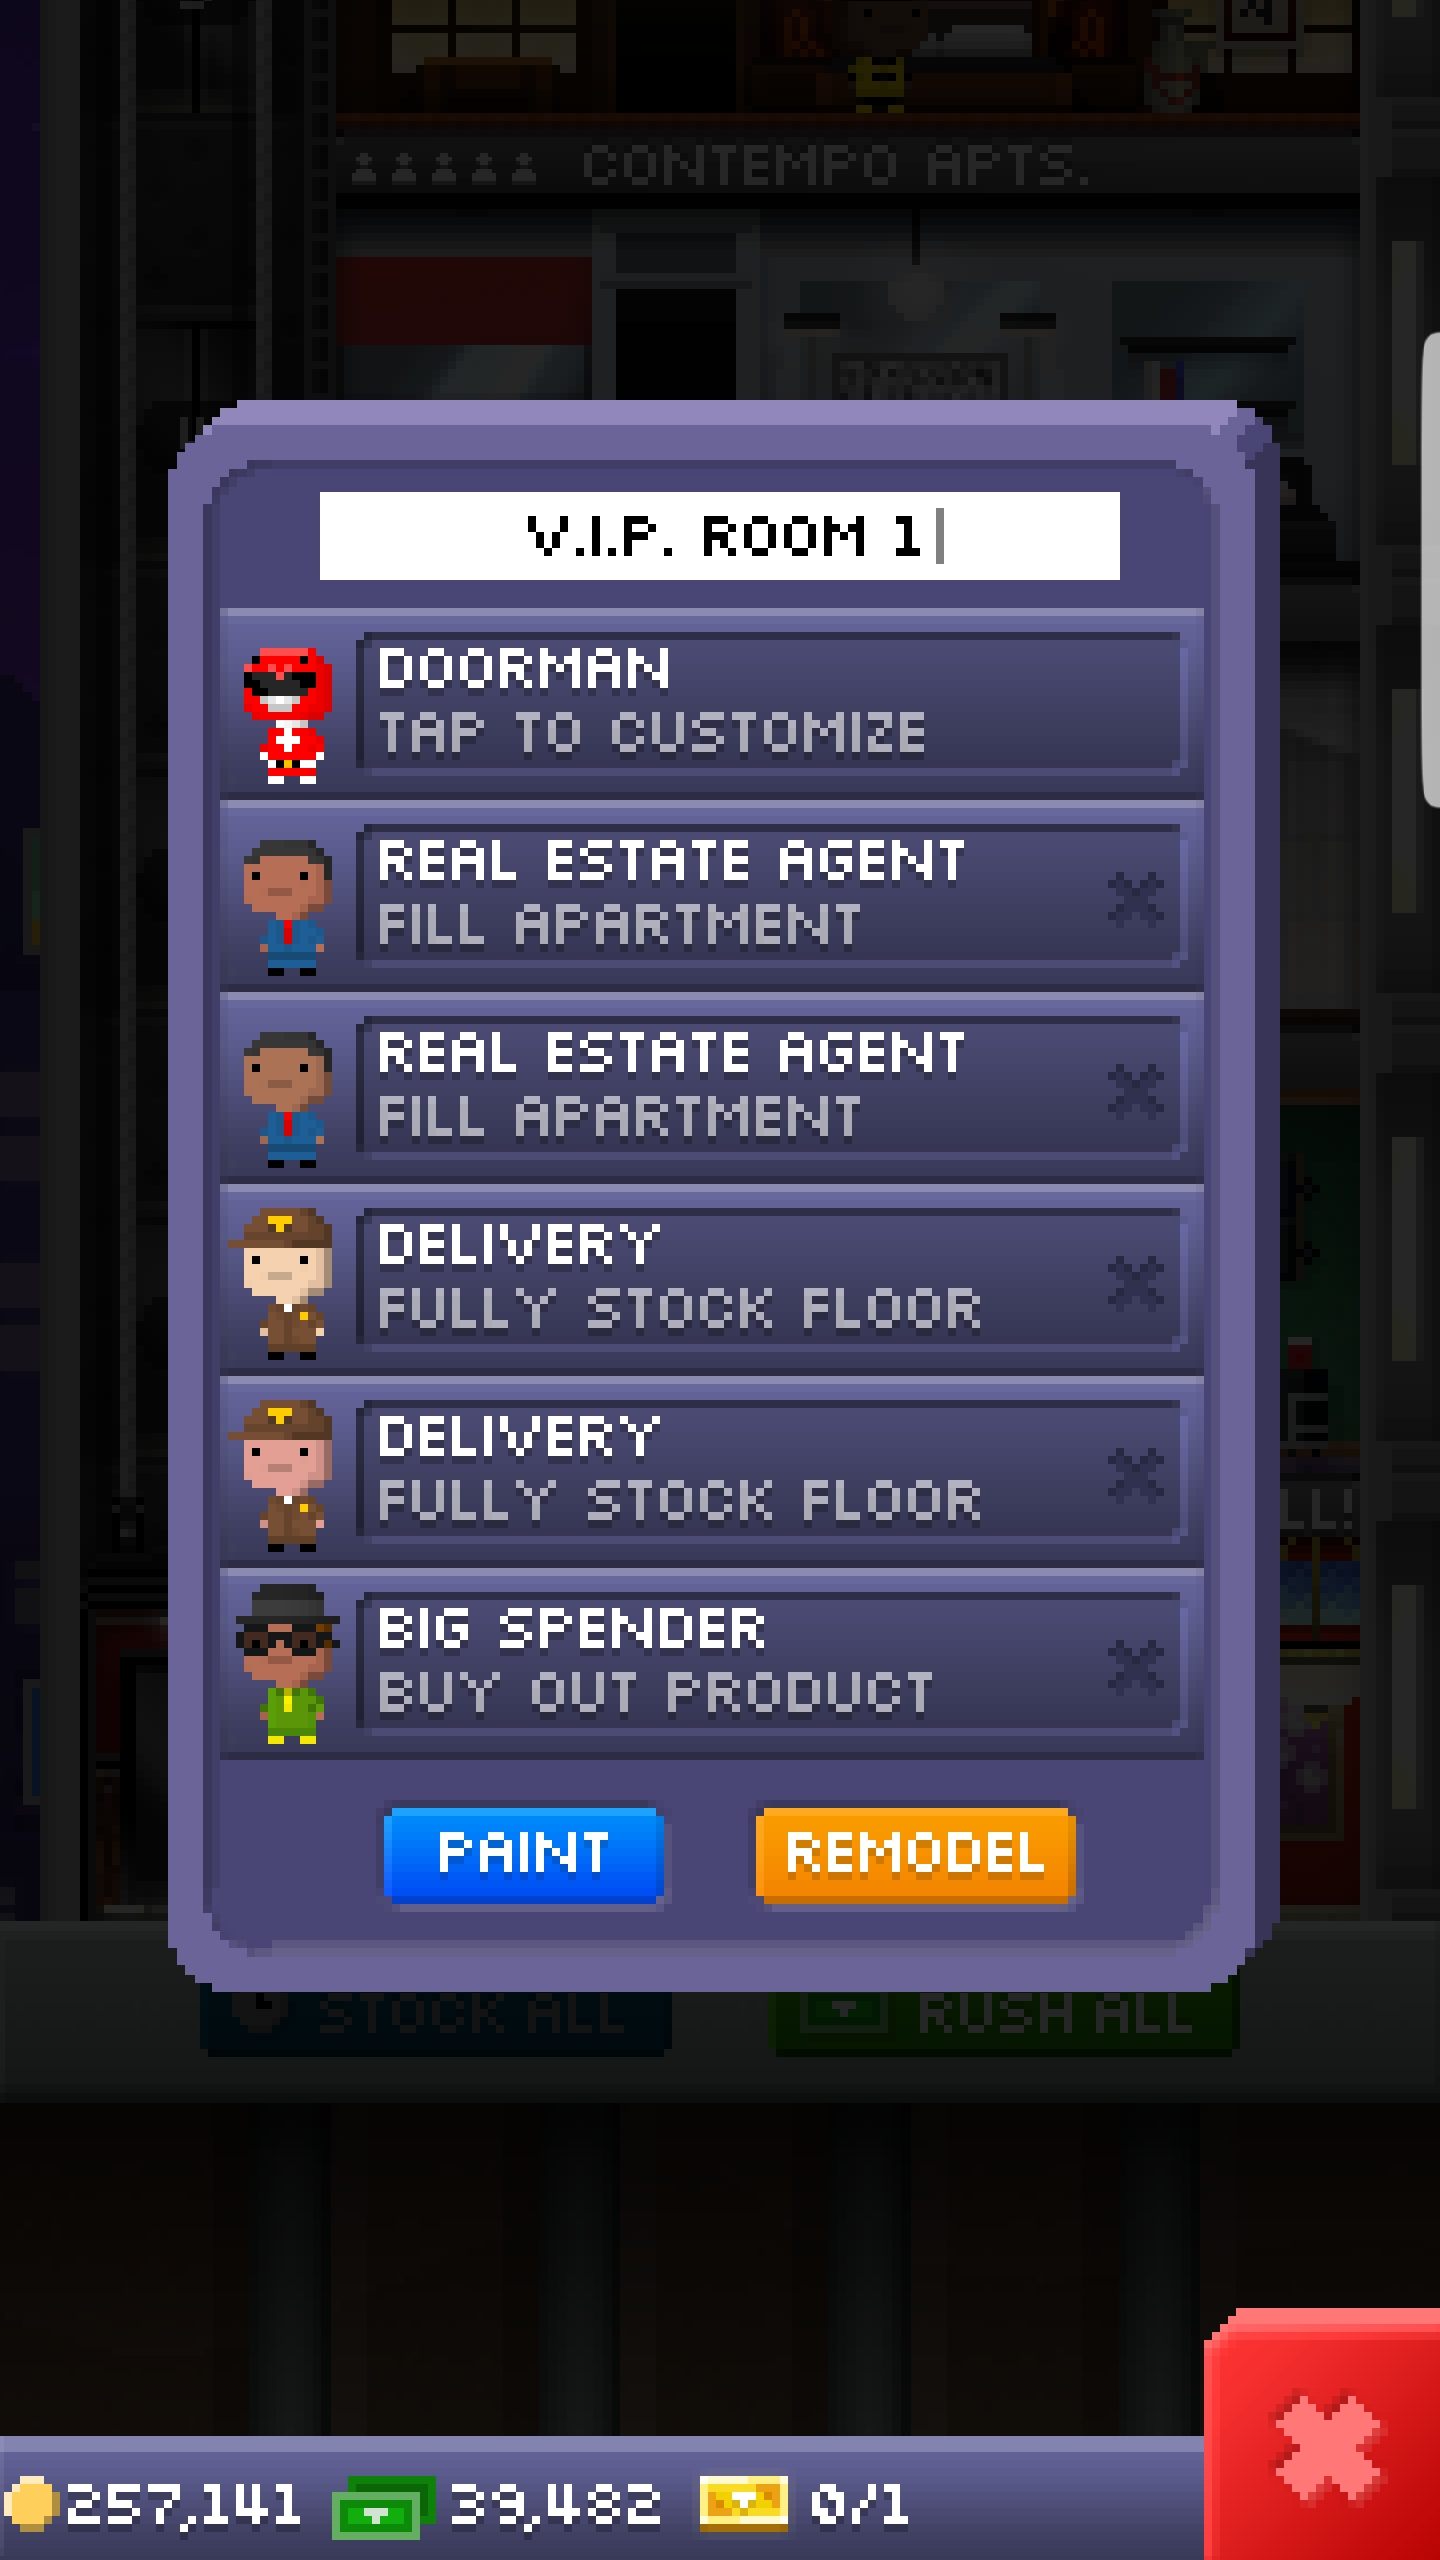 CONTEMPO APTS.
V.I.P. ROOM 1
DOORMAN
TAP TO CUSTOMIZE
REAL ESTATE AGENT
FILL APARTMENT
REAL ESTATE AGENT
FILL APARTMENT
DELIVERY
FULLY STOCK FLOOR
DELIVERY
FULLY STOCK FLOOR
LL!
BIG SPENDER
BUY OUT PRODUCT
PAINT REMODEL
STOCK ALL RUSH ALL
257,141 39,482 0/1